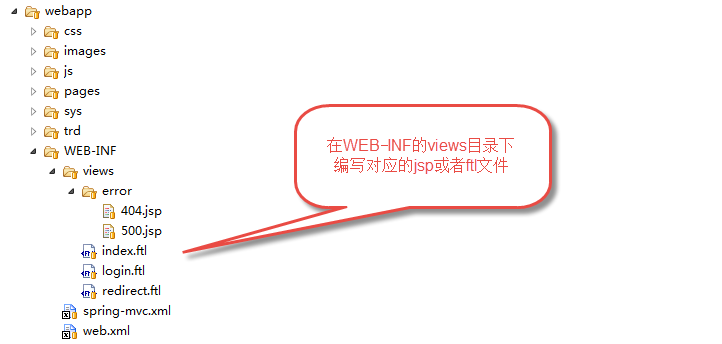 webapp
css
images
js
pages
sys
trd
WEB-INF
views
error
404.jsp
500.jsp
index.ftl
login.ftl
redirect.ftl
spring-mvc.xml
web.xml
在WEB-INF的views目录下
编写对应的jsp或者ftl文件